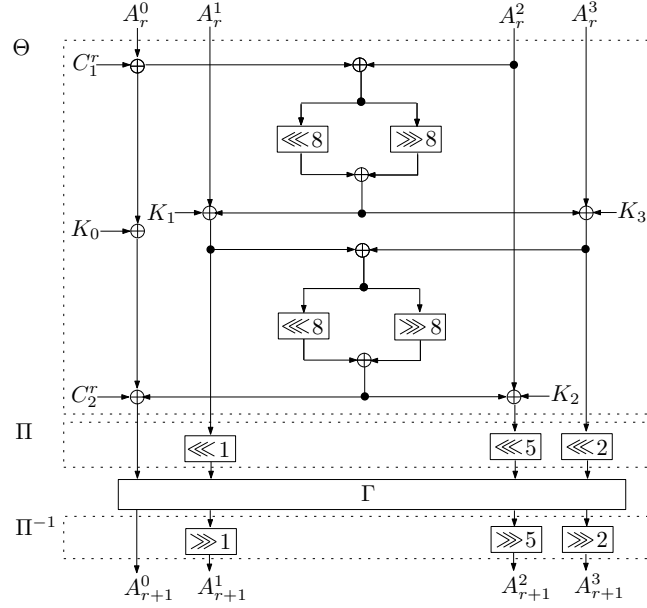 A_r^0 A_r^1 A_r^2 A_r^3
Θ
C_1^r
⋘8 ⋙8
K_1 K_3
K_0
⋘8 ⋙8
C_2^r K_2
Π
⋘1 ⋘5 ⋘2
Γ
Π^{-1}
⋙1 ⋙5 ⋙2
A_{r+1}^0 A_{r+1}^1 A_{r+1}^2 A_{r+1}^3